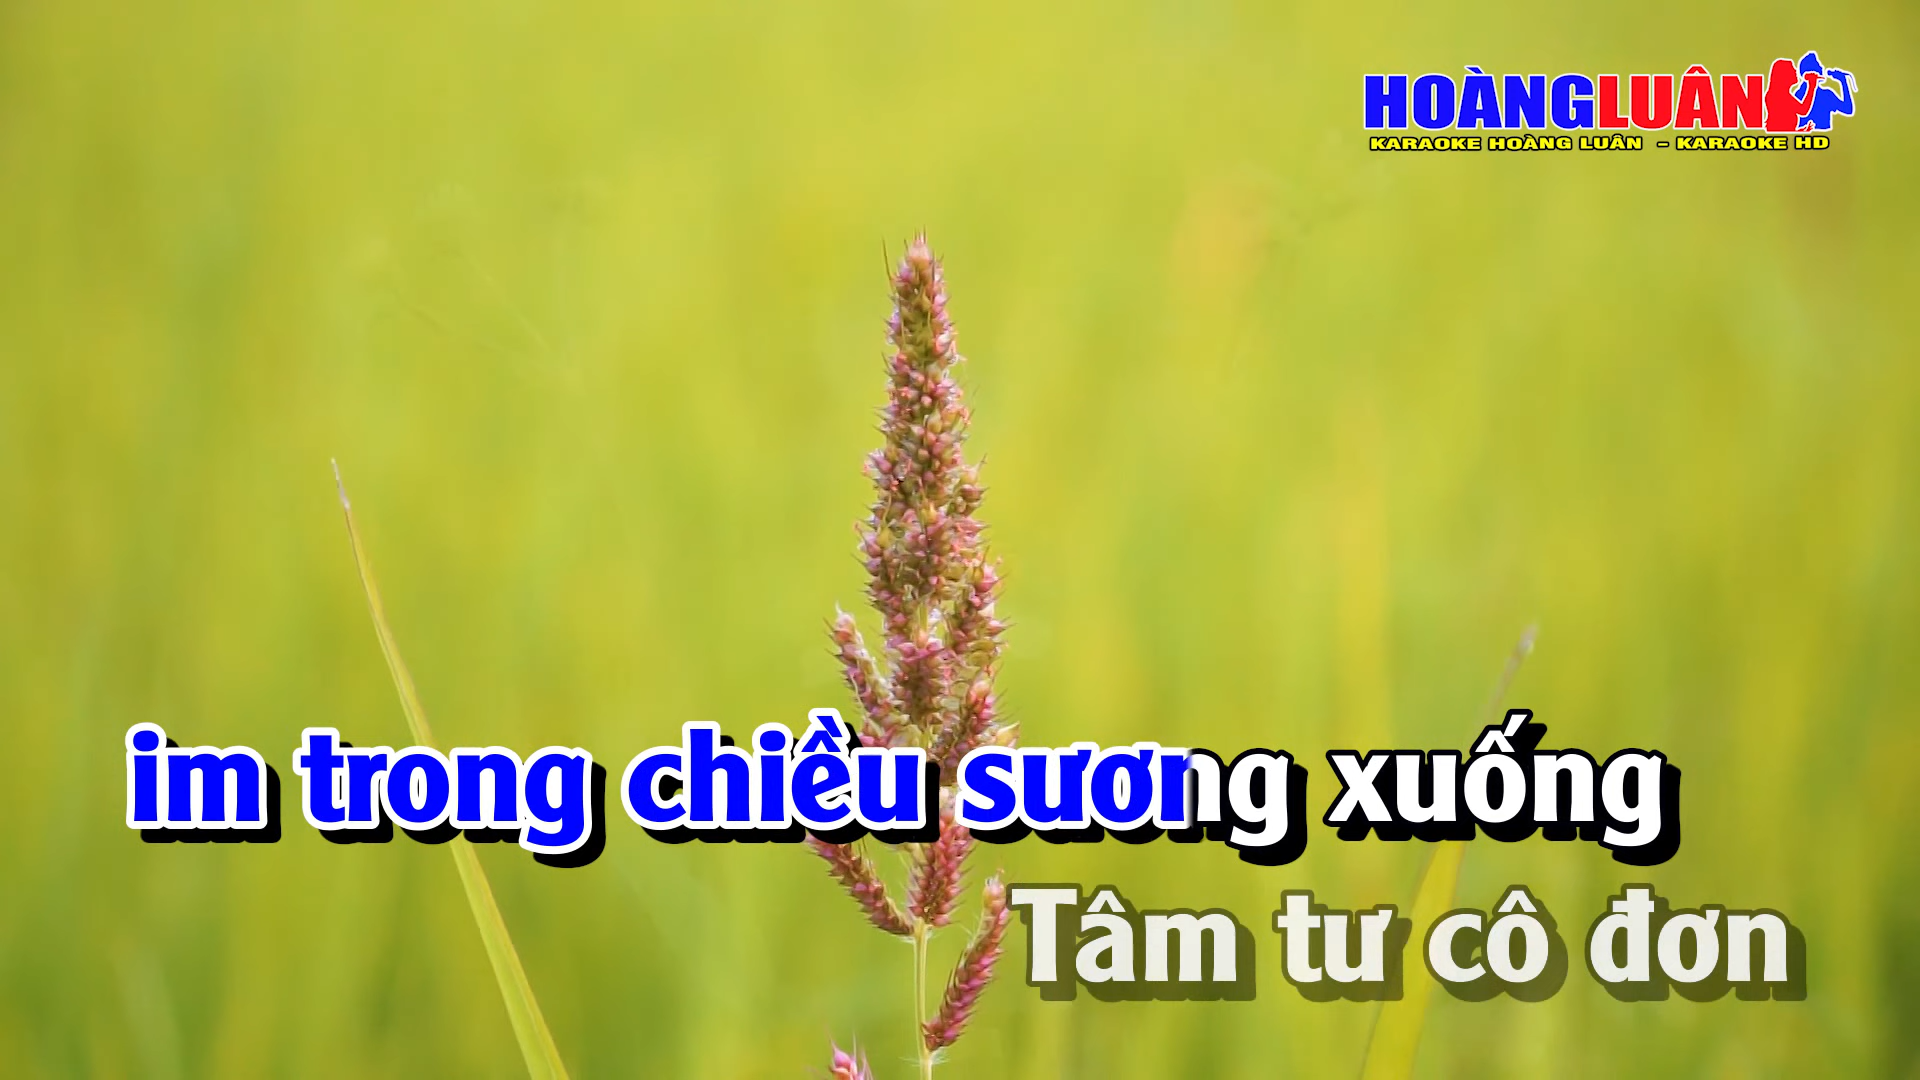 HOÀNGLUÂN
KARAOKE HOÀNG LUÂN - KARAOKE HD
im trong chiều sương xuống
Tâm tư cô đơn